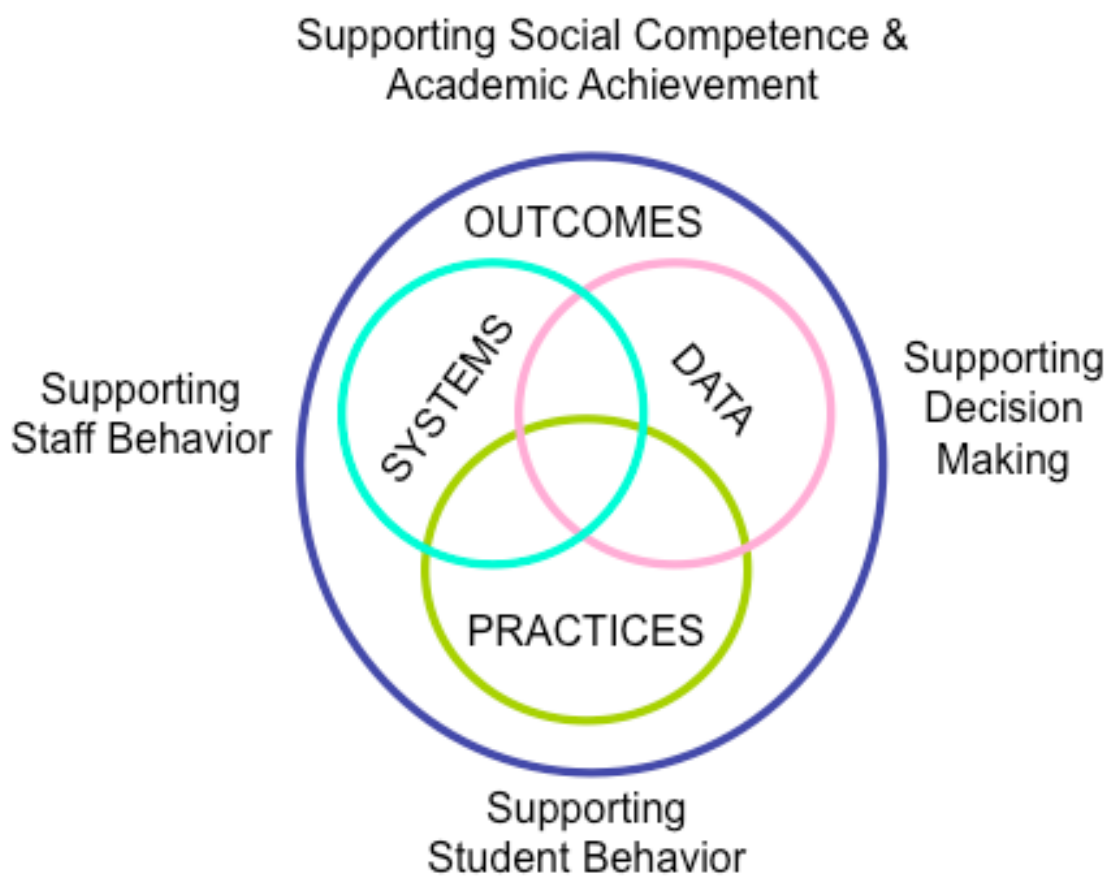 Supporting Social Competence &
Academic Achievement
OUTCOMES
SYSTEMS
DATA
Supporting
Staff Behavior
Supporting
Decision
Making
PRACTICES
Supporting
Student Behavior